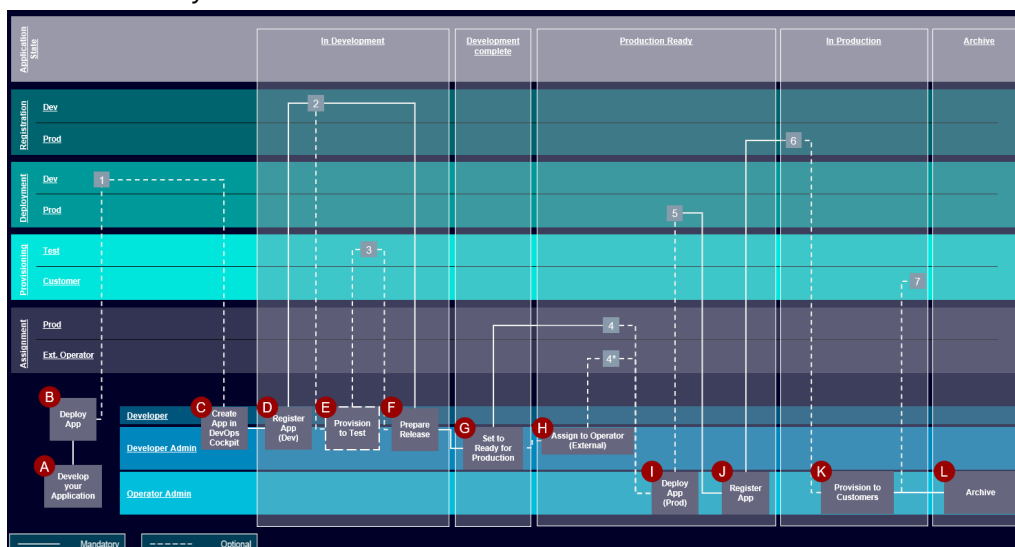 Application
State
In Development
Development
complete
Production Ready
In Production
Archive
Registration
Dev
2
Prod
6
Deployment
Dev
1
Prod
5
Provisioning
Test
3
Customer
7
Assignment
Prod
4
Ext. Operator
4*
B
Deploy
App
A
Develop
your
Application
Developer
Developer Admin
Operator Admin
C
Create
App in
DevOps
Cockpit
D
Register
App
(Dev)
E
Provision
to Test
F
Prepare
Release
G
Set to
Ready for
Production
H
Assign to Operator
(External)
I
Deploy
App
(Prod)
J
Register
App
K
Provision to
Customers
L
Archive
Mandatory
Optional